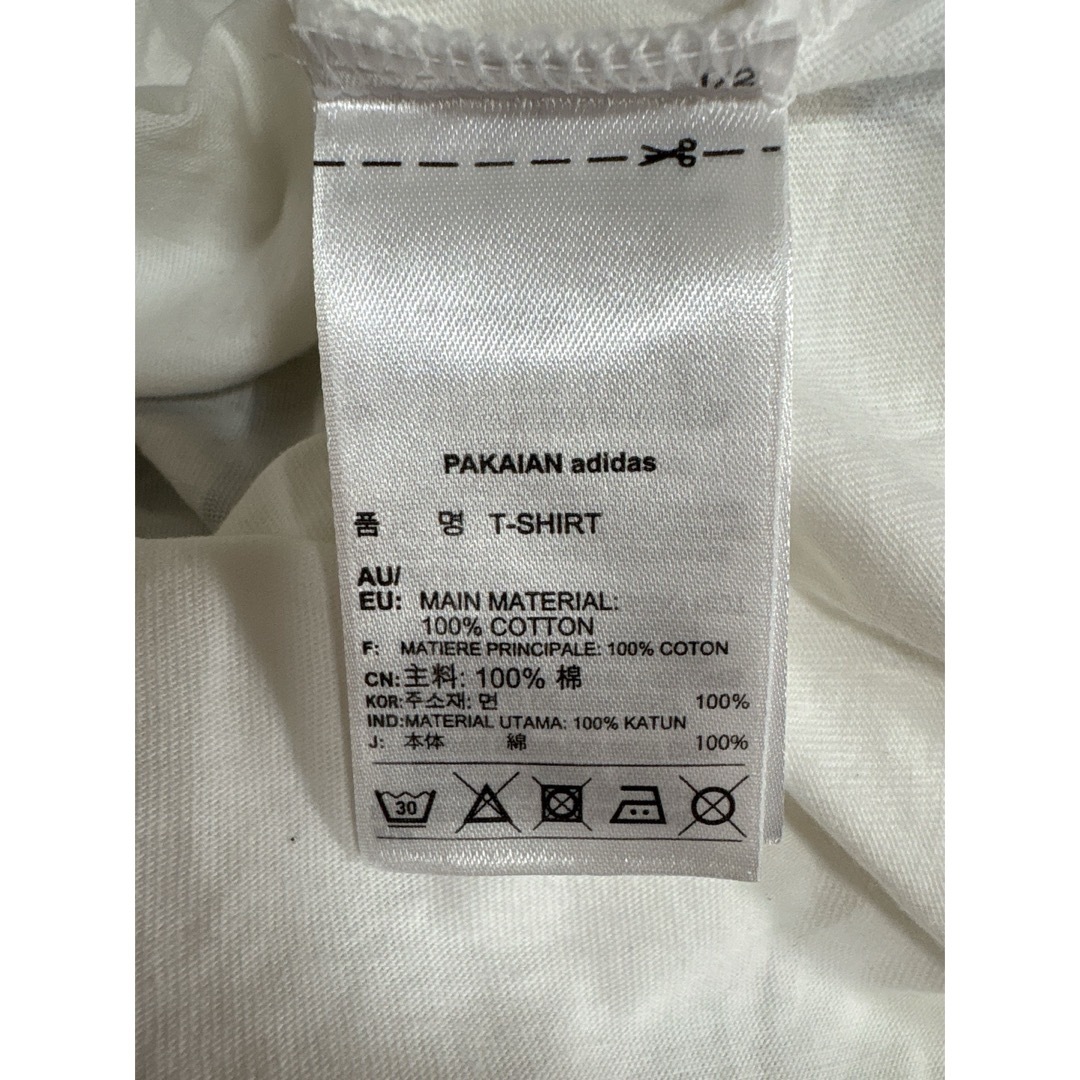 1/2
PAKAIAN adidas
품 명 T-SHIRT
AU/
EU: MAIN MATERIAL:
100% COTTON
F: MATIERE PRINCIPALE: 100% COTON
CN: 主料: 100% 棉
KOR: 주소재: 면 100%
IND: MATERIAL UTAMA: 100% KATUN
J: 本体 綿 100%
30